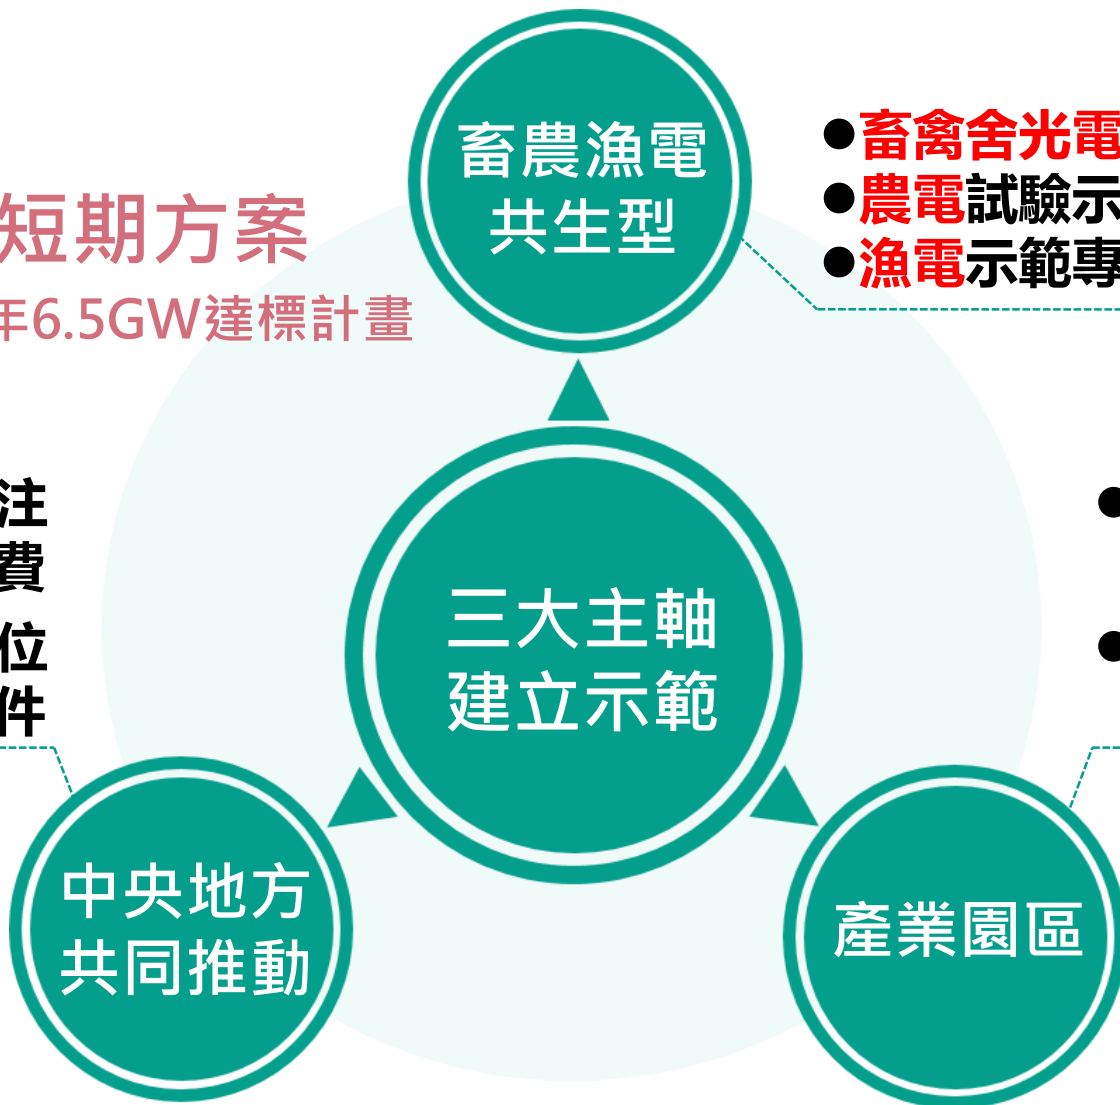 畜農漁電
共生型
●畜禽舍光電
●農電試驗示
●漁電示範專
短期方案
年6.5GW達標計畫
注
費
位
件
三大主軸
建立示範
中央地方
共同推動
產業園區